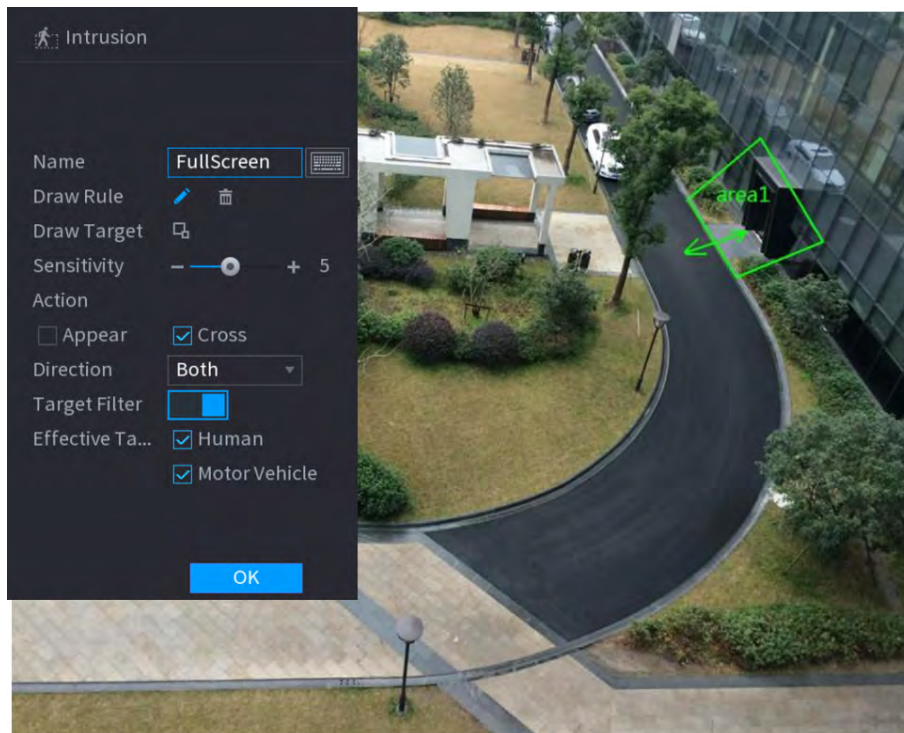 Intrusion
Name FullScreen
Draw Rule
Draw Target
Sensitivity - + 5
Action
Appear Cross
Direction Both
Target Filter
Effective Ta... Human
Motor Vehicle
OK
area1